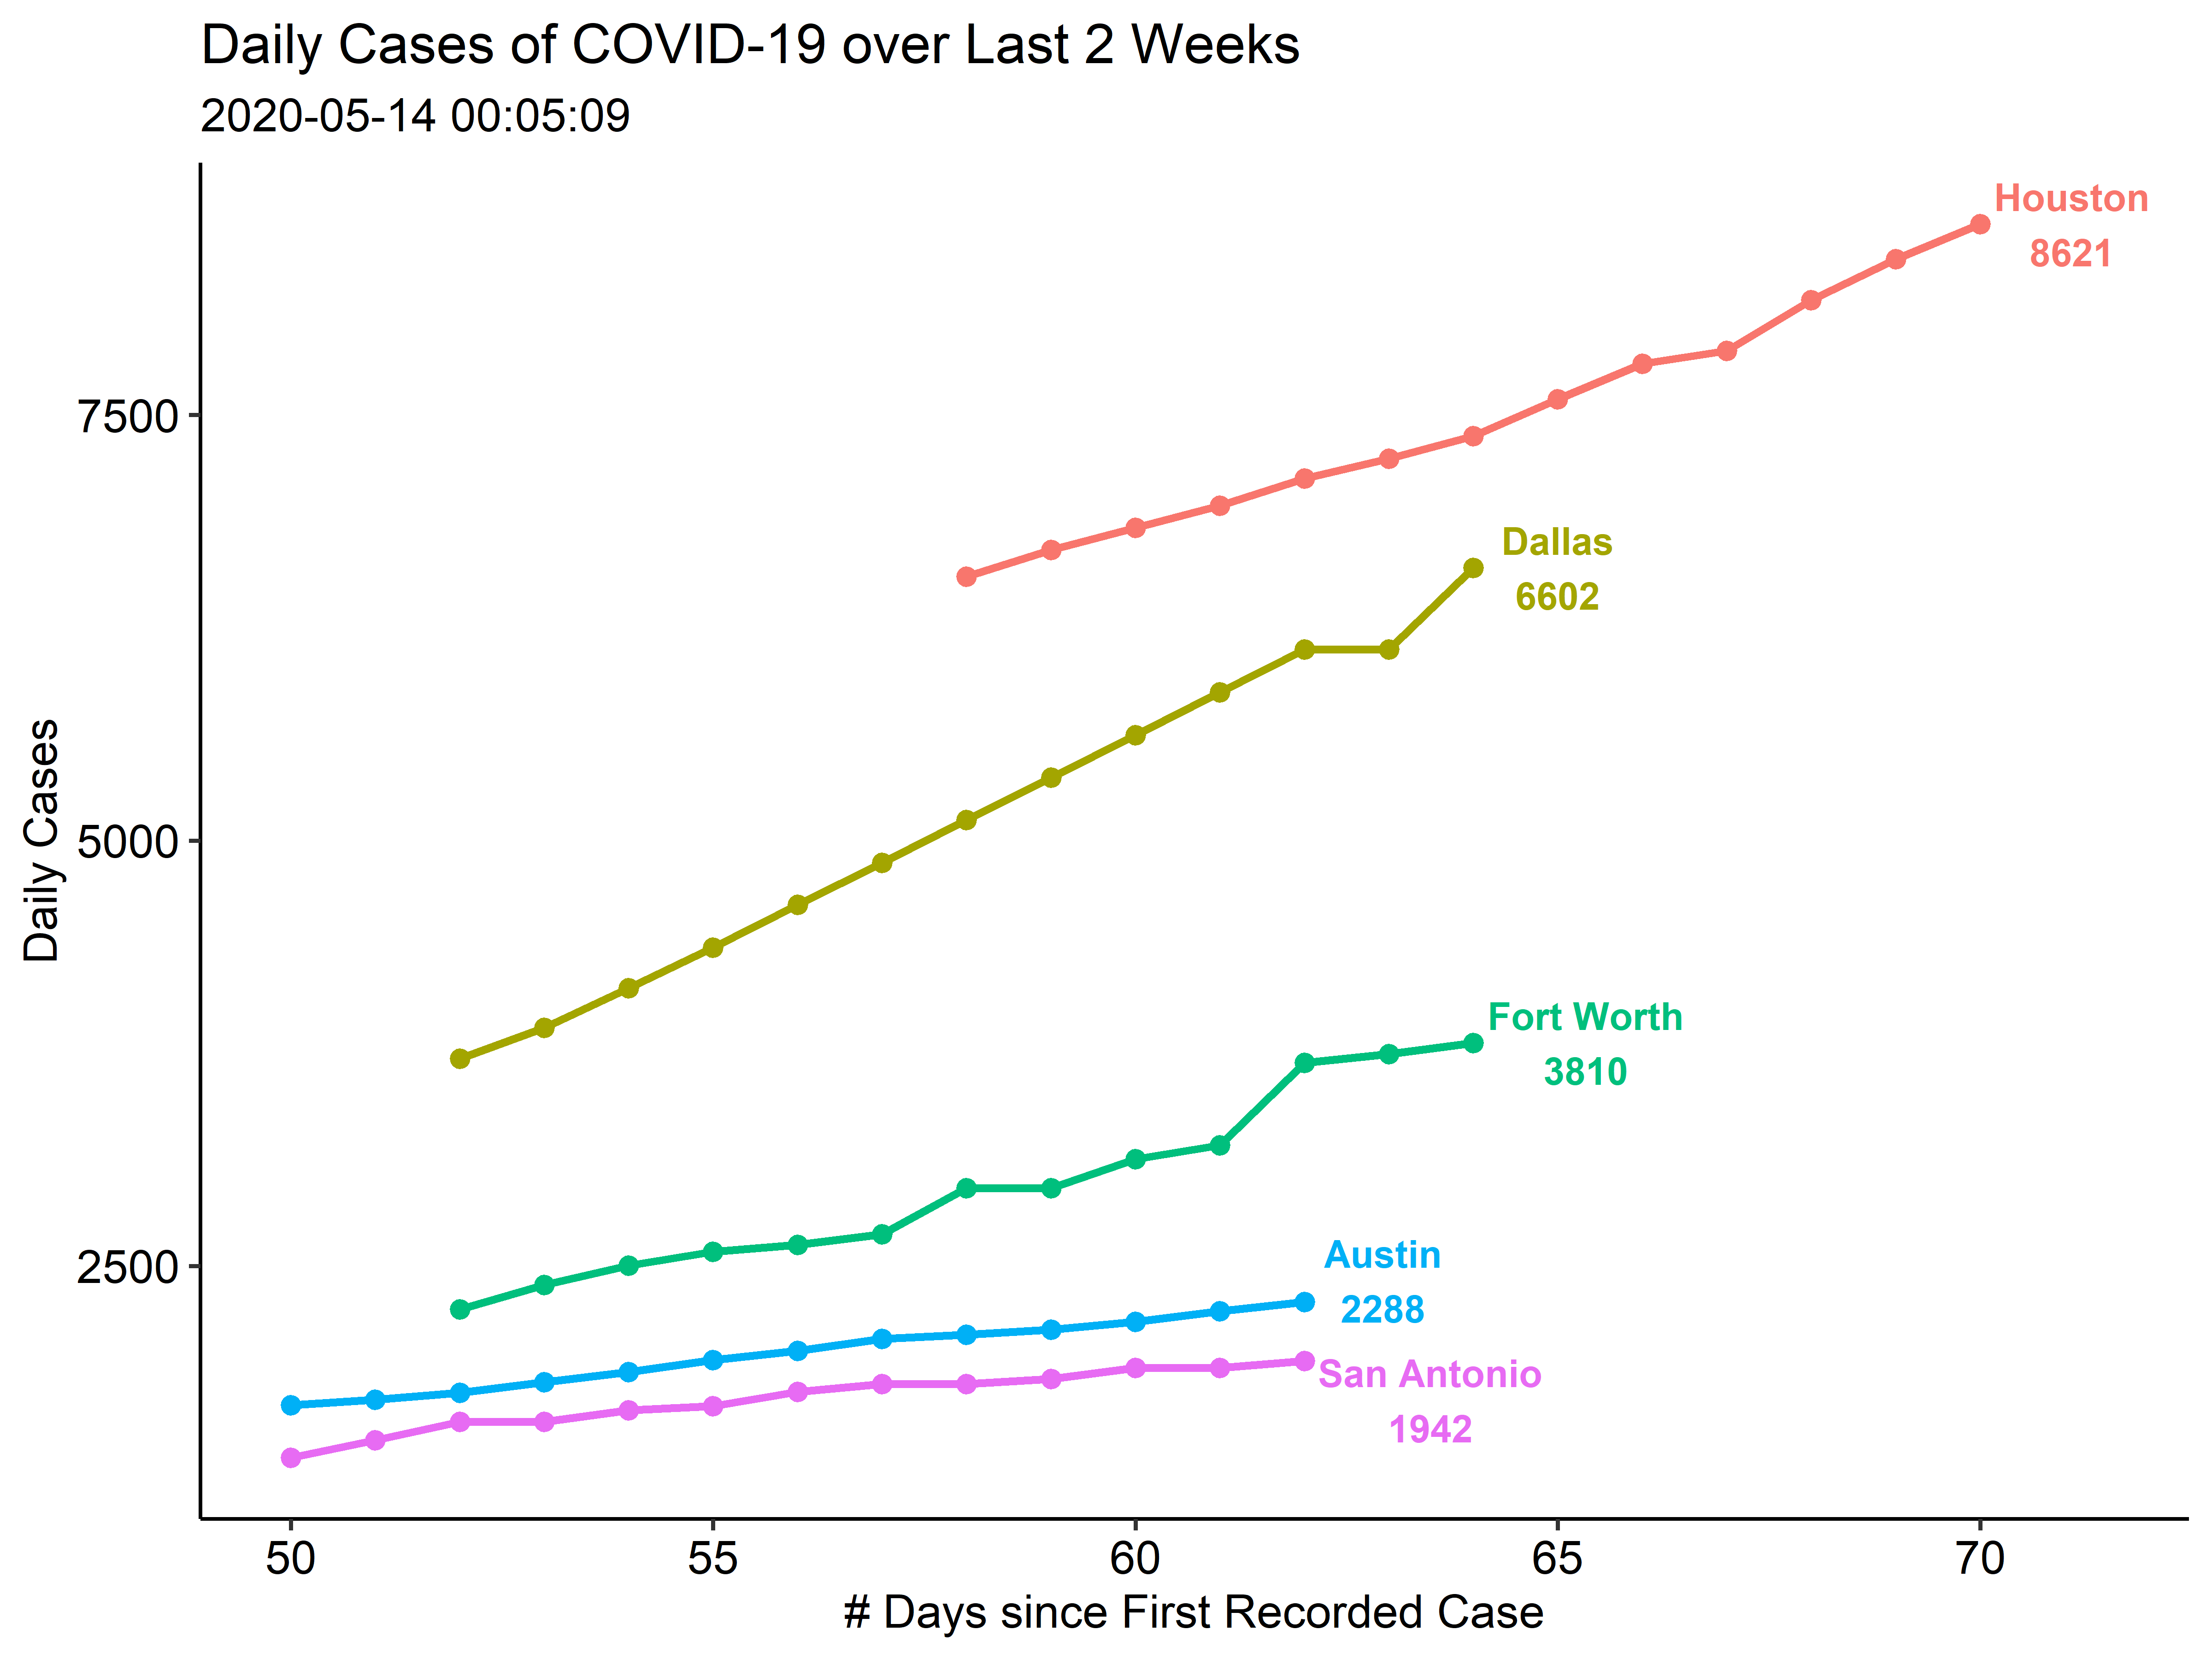 Daily Cases of COVID-19 over Last 2 Weeks
2020-05-14 00:05:09
Daily Cases
7500
5000
2500
Houston
8621
Dallas
6602
Fort Worth
3810
Austin
2288
San Antonio
1942
50 55 60 65 70
# Days since First Recorded Case